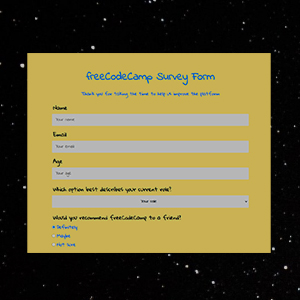 freeCodeCamp Survey Form
Thank you for taking the time to help us improve the platform
Name
Your name
Email
Your email
Age
Your age
Which option best describes your current role?
Your role
Would you recommend freeCodeCamp to a friend?
Definitely
Maybe
Not sure